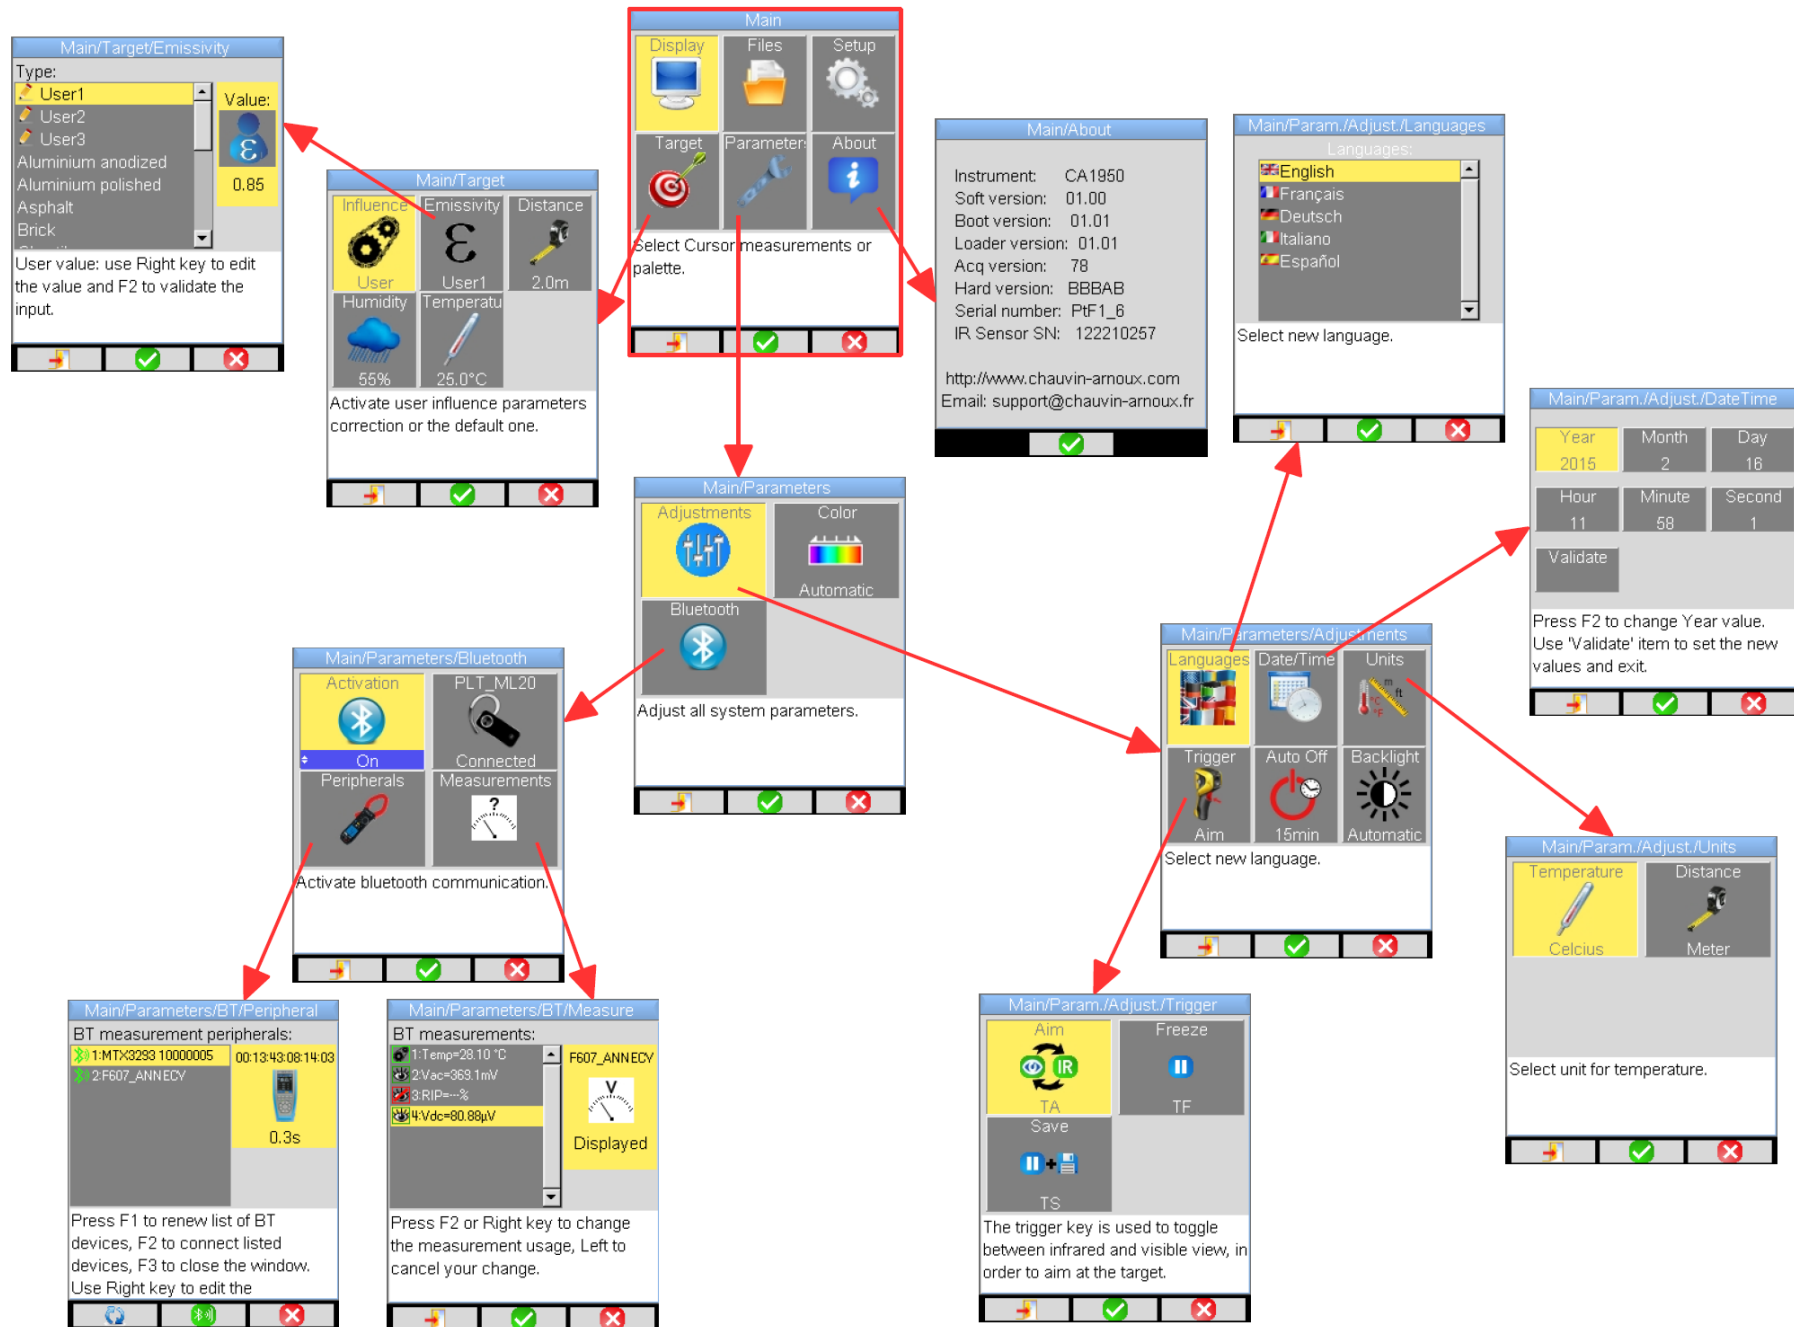 Main
Display
Files
Setup
Target
Parameter
About
Select Cursor measurements or
palette.
Main/Target/Emissivity
Type:
User1
User2
User3
Aluminium anodized
Aluminium polished
Asphalt
Brick
Value:
ε
0.85
User value: use Right key to edit
the value and F2 to validate the
input.
Main/Target
Influence
User
Emissivity
ε
User1
Distance
2.0m
Humidity
55%
Temperatu
25.0°C
Activate user influence parameters
correction or the default one.
Main/About
Instrument: CA1950
Soft version: 01.00
Boot version: 01.01
Loader version: 01.01
Acq version: 78
Hard version: BBBAB
Serial number: PtF1_6
IR Sensor SN: 122210257
http://www.chauvin-arnoux.com
Email: support@chauvin-arnoux.fr
Main/Param./Adjust./Languages
Languages:
English
Français
Deutsch
Italiano
Español
Select new language.
Main/Param./Adjust./DateTime
Year
2015
Month
2
Day
16
Hour
11
Minute
58
Second
1
Validate
Press F2 to change Year value.
Use 'Validate' item to set the new
values and exit.
Main/Parameters
Adjustments
Color
Automatic
Bluetooth
Adjust all system parameters.
Main/Parameters/Bluetooth
Activation
On
PLT_ML20
Connected
Peripherals
Measurements
?
Activate bluetooth communication.
Main/Parameters/Adjustments
Languages
Date/Time
Units
m
ft
°C
°F
Trigger
Aim
Auto Off
15min
Backlight
Automatic
Select new language.
Main/Param./Adjust./Units
Temperature
Celcius
Distance
Meter
Select unit for temperature.
Main/Parameters/BT/Peripheral
BT measurement peripherals:
1:MTX3293 10000005
2:F607_ANNECY
00:13:43:08:14:03
0.3s
Press F1 to renew list of BT
devices, F2 to connect listed
devices, F3 to close the window.
Use Right key to edit the
Main/Parameters/BT/Measure
BT measurements:
1:Temp=28.10 °C
2:Vac=369.1mV
3:RIP=---%
4:Vdc=80.88µV
F607_ANNECY
V
Displayed
Press F2 or Right key to change
the measurement usage, Left to
cancel your change.
Main/Param./Adjust./Trigger
Aim
IR
TA
Freeze
TF
Save
TS
The trigger key is used to toggle
between infrared and visible view, in
order to aim at the target.